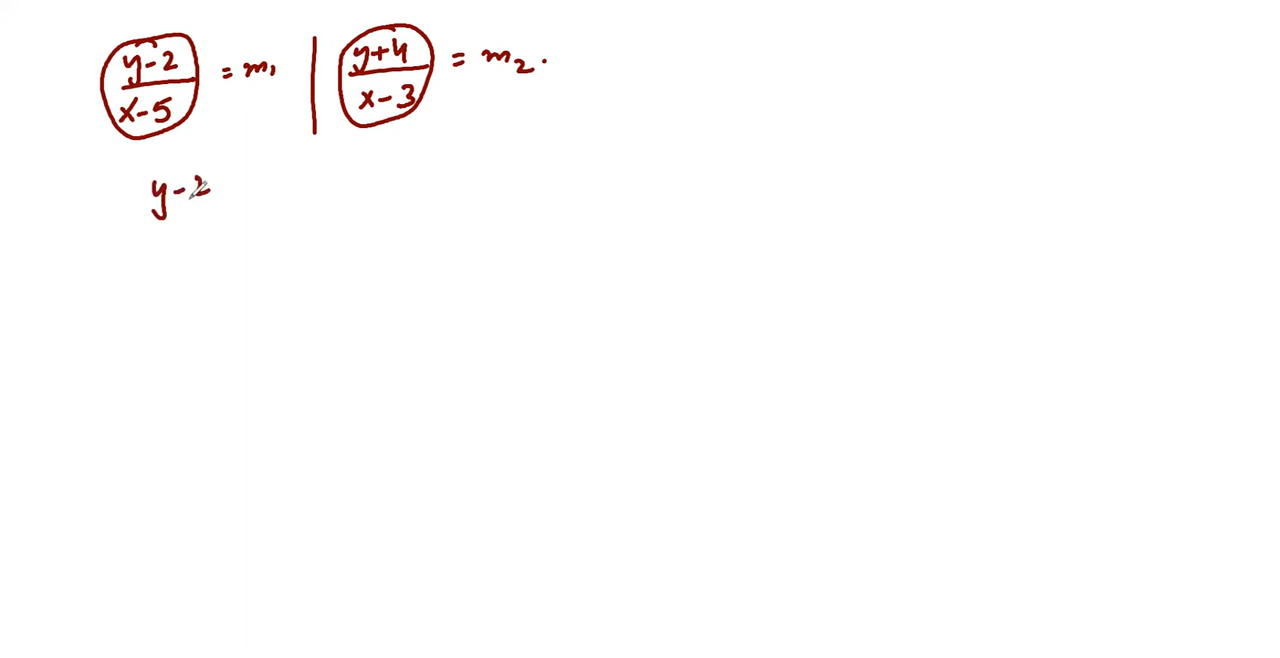 y-2/x-5 = m₁ | y+4/x-3 = m₂.
y-2